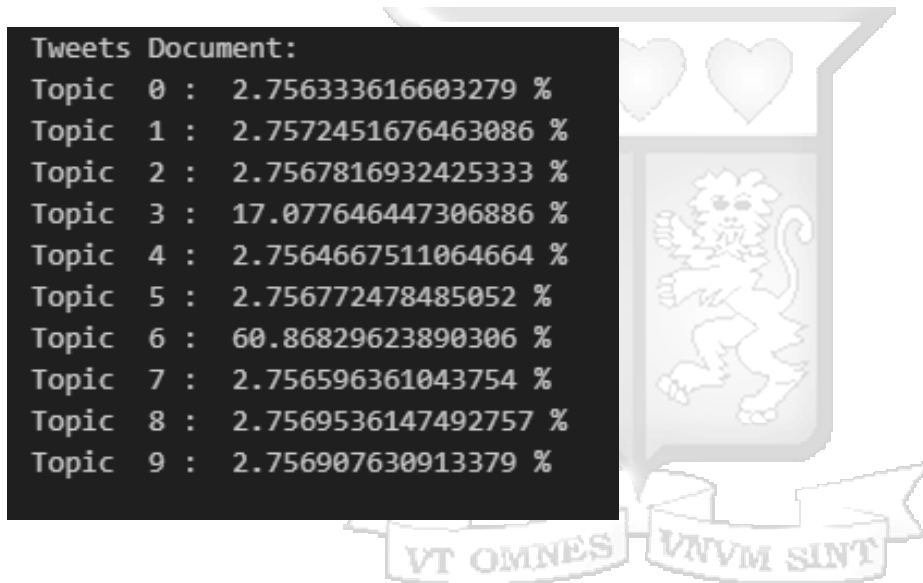 Tweets Document:
Topic 0 : 2.756333616603279 %
Topic 1 : 2.7572451676463086 %
Topic 2 : 2.7567816932425333 %
Topic 3 : 17.077646447306886 %
Topic 4 : 2.7564667511064664 %
Topic 5 : 2.756772478485052 %
Topic 6 : 60.86829623890306 %
Topic 7 : 2.756596361043754 %
Topic 8 : 2.7569536147492757 %
Topic 9 : 2.756907630913379 %
VT OMNES VNVM SINT